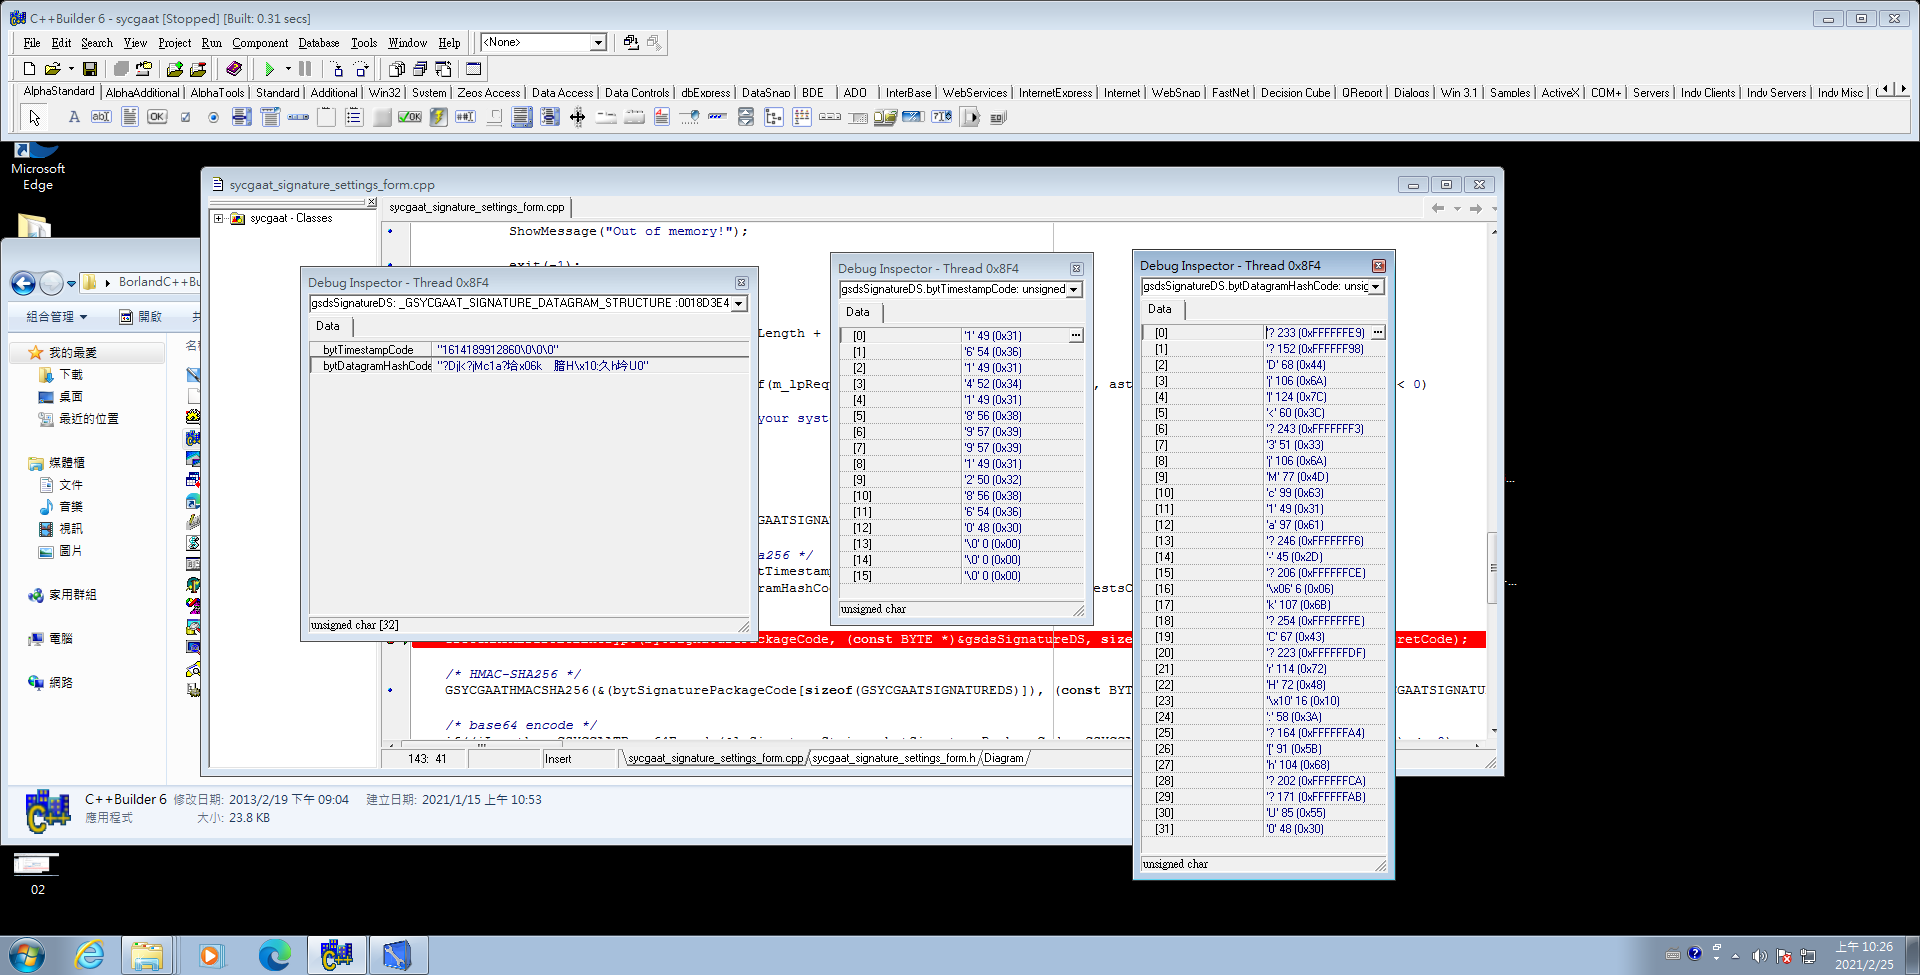 C++Builder 6 - sycgaat [Stopped] [Built: 0.31 secs]
File Edit Search View Project Run Component Database Tools Window Help <None>
AlphaStandard AlphaAdditional AlphaTools Standard Additional Win32 System Zeos Access Data Access Data Controls dbExpress DataSnap BDE ADO InterBase WebServices InternetExpress Internet WebSnap FastNet Decision Cube QReport Dialogs Win 3.1 Samples ActiveX COM+ Servers Indy Clients Indy Servers Indy Misc
Microsoft
Edge
sycgaat_signature_settings_form.cpp
sycgaat - Classes
sycgaat_signature_settings_form.cpp
ShowMessage("Out of memory!");
exit(-1);
Length +
f(m_lpReq
, ast
< 0)
your syst
GAATSIGNA
a256 */
tTimestamp
ramHashCod
estsC
ckageCode, (const BYTE *)&gsdsSignatureDS, size
retCode);
/* HMAC-SHA256 */
GSYCGAATHMACSHA256(&(bytSignaturePackageCode[sizeof(GSYCGAATSIGNATUREDS)]), (const BYT
CGAATSIGNATU
/* base64 encode */
143: 41
Insert
sycgaat_signature_settings_form.cpp sycgaat_signature_settings_form.h Diagram
Debug Inspector - Thread 0x8F4
gsdsSignatureDS: _GSYCGAAT_SIGNATURE_DATAGRAM_STRUCTURE :0018D3E4
Data
bytTimestampCode "1614189912860\0\0\0"
bytDatagramHashCode
unsigned char [32]
Debug Inspector - Thread 0x8F4
gsdsSignatureDS.bytTimestampCode: unsigned
Data
[0] '1' 49 (0x31)
[1] '6' 54 (0x36)
[2] '1' 49 (0x31)
[3] '4' 52 (0x34)
[4] '1' 49 (0x31)
[5] '8' 56 (0x38)
[6] '9' 57 (0x39)
[7] '9' 57 (0x39)
[8] '1' 49 (0x31)
[9] '2' 50 (0x32)
[10] '8' 56 (0x38)
[11] '6' 54 (0x36)
[12] '0' 48 (0x30)
[13] '\0' 0 (0x00)
[14] '\0' 0 (0x00)
[15] '\0' 0 (0x00)
unsigned char
Debug Inspector - Thread 0x8F4
gsdsSignatureDS.bytDatagramHashCode: unsig
Data
[0] '? 233 (0xFFFFFFE9)
[1] '? 152 (0xFFFFFF98)
[2] 'D' 68 (0x44)
[3] 'j' 106 (0x6A)
[4] '|' 124 (0x7C)
[5] '<' 60 (0x3C)
[6] '? 243 (0xFFFFFFF3)
[7] '3' 51 (0x33)
[8] 'j' 106 (0x6A)
[9] 'M' 77 (0x4D)
[10] 'c' 99 (0x63)
[11] '1' 49 (0x31)
[12] 'a' 97 (0x61)
[13] '? 246 (0xFFFFFFF6)
[14] '-' 45 (0x2D)
[15] '? 206 (0xFFFFFFCE)
[16] '\x06' 6 (0x06)
[17] 'k' 107 (0x6B)
[18] '? 254 (0xFFFFFFFE)
[19] 'C' 67 (0x43)
[20] '? 223 (0xFFFFFFDF)
[21] 'r' 114 (0x72)
[22] 'H' 72 (0x48)
[23] '\x10' 16 (0x10)
[24] ':' 58 (0x3A)
[25] '? 164 (0xFFFFFFA4)
[26] '[' 91 (0x5B)
[27] 'h' 104 (0x68)
[28] '? 202 (0xFFFFFFCA)
[29] '? 171 (0xFFFFFFAB)
[30] 'U' 85 (0x55)
[31] '0' 48 (0x30)
unsigned char
BorlandC++Bu
組合管理 開啟
我的最愛
下載
桌面
最近的位置
媒體櫃
文件
音樂
視訊
圖片
家用群組
電腦
網路
C++Builder 6 修改日期: 2013/2/19 下午 09:04 建立日期: 2021/1/15 上午 10:53
應用程式 大小: 23.8 KB
02
上午 10:26
2021/2/25